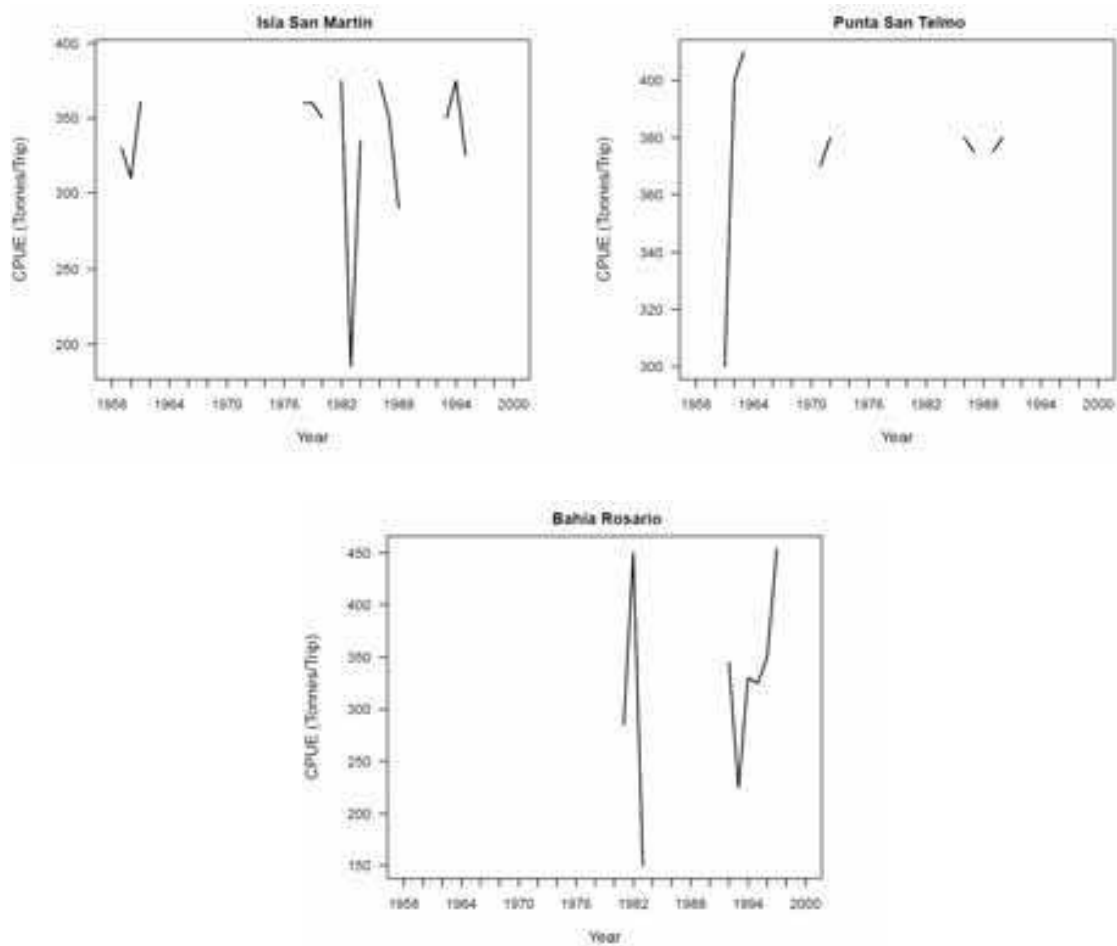 Isla San Martin
CPUE (Tonnes/Trip)
400
350
300
250
200
1958 1964 1970 1976 1982 1988 1994 2000
Year
Punta San Telmo
CPUE (Tonnes/Trip)
400
380
360
340
320
300
1958 1964 1970 1976 1982 1988 1994 2000
Year
Bahia Rosario
CPUE (Tonnes/Trip)
450
400
350
300
250
200
150
1958 1964 1970 1976 1982 1988 1994 2000
Year